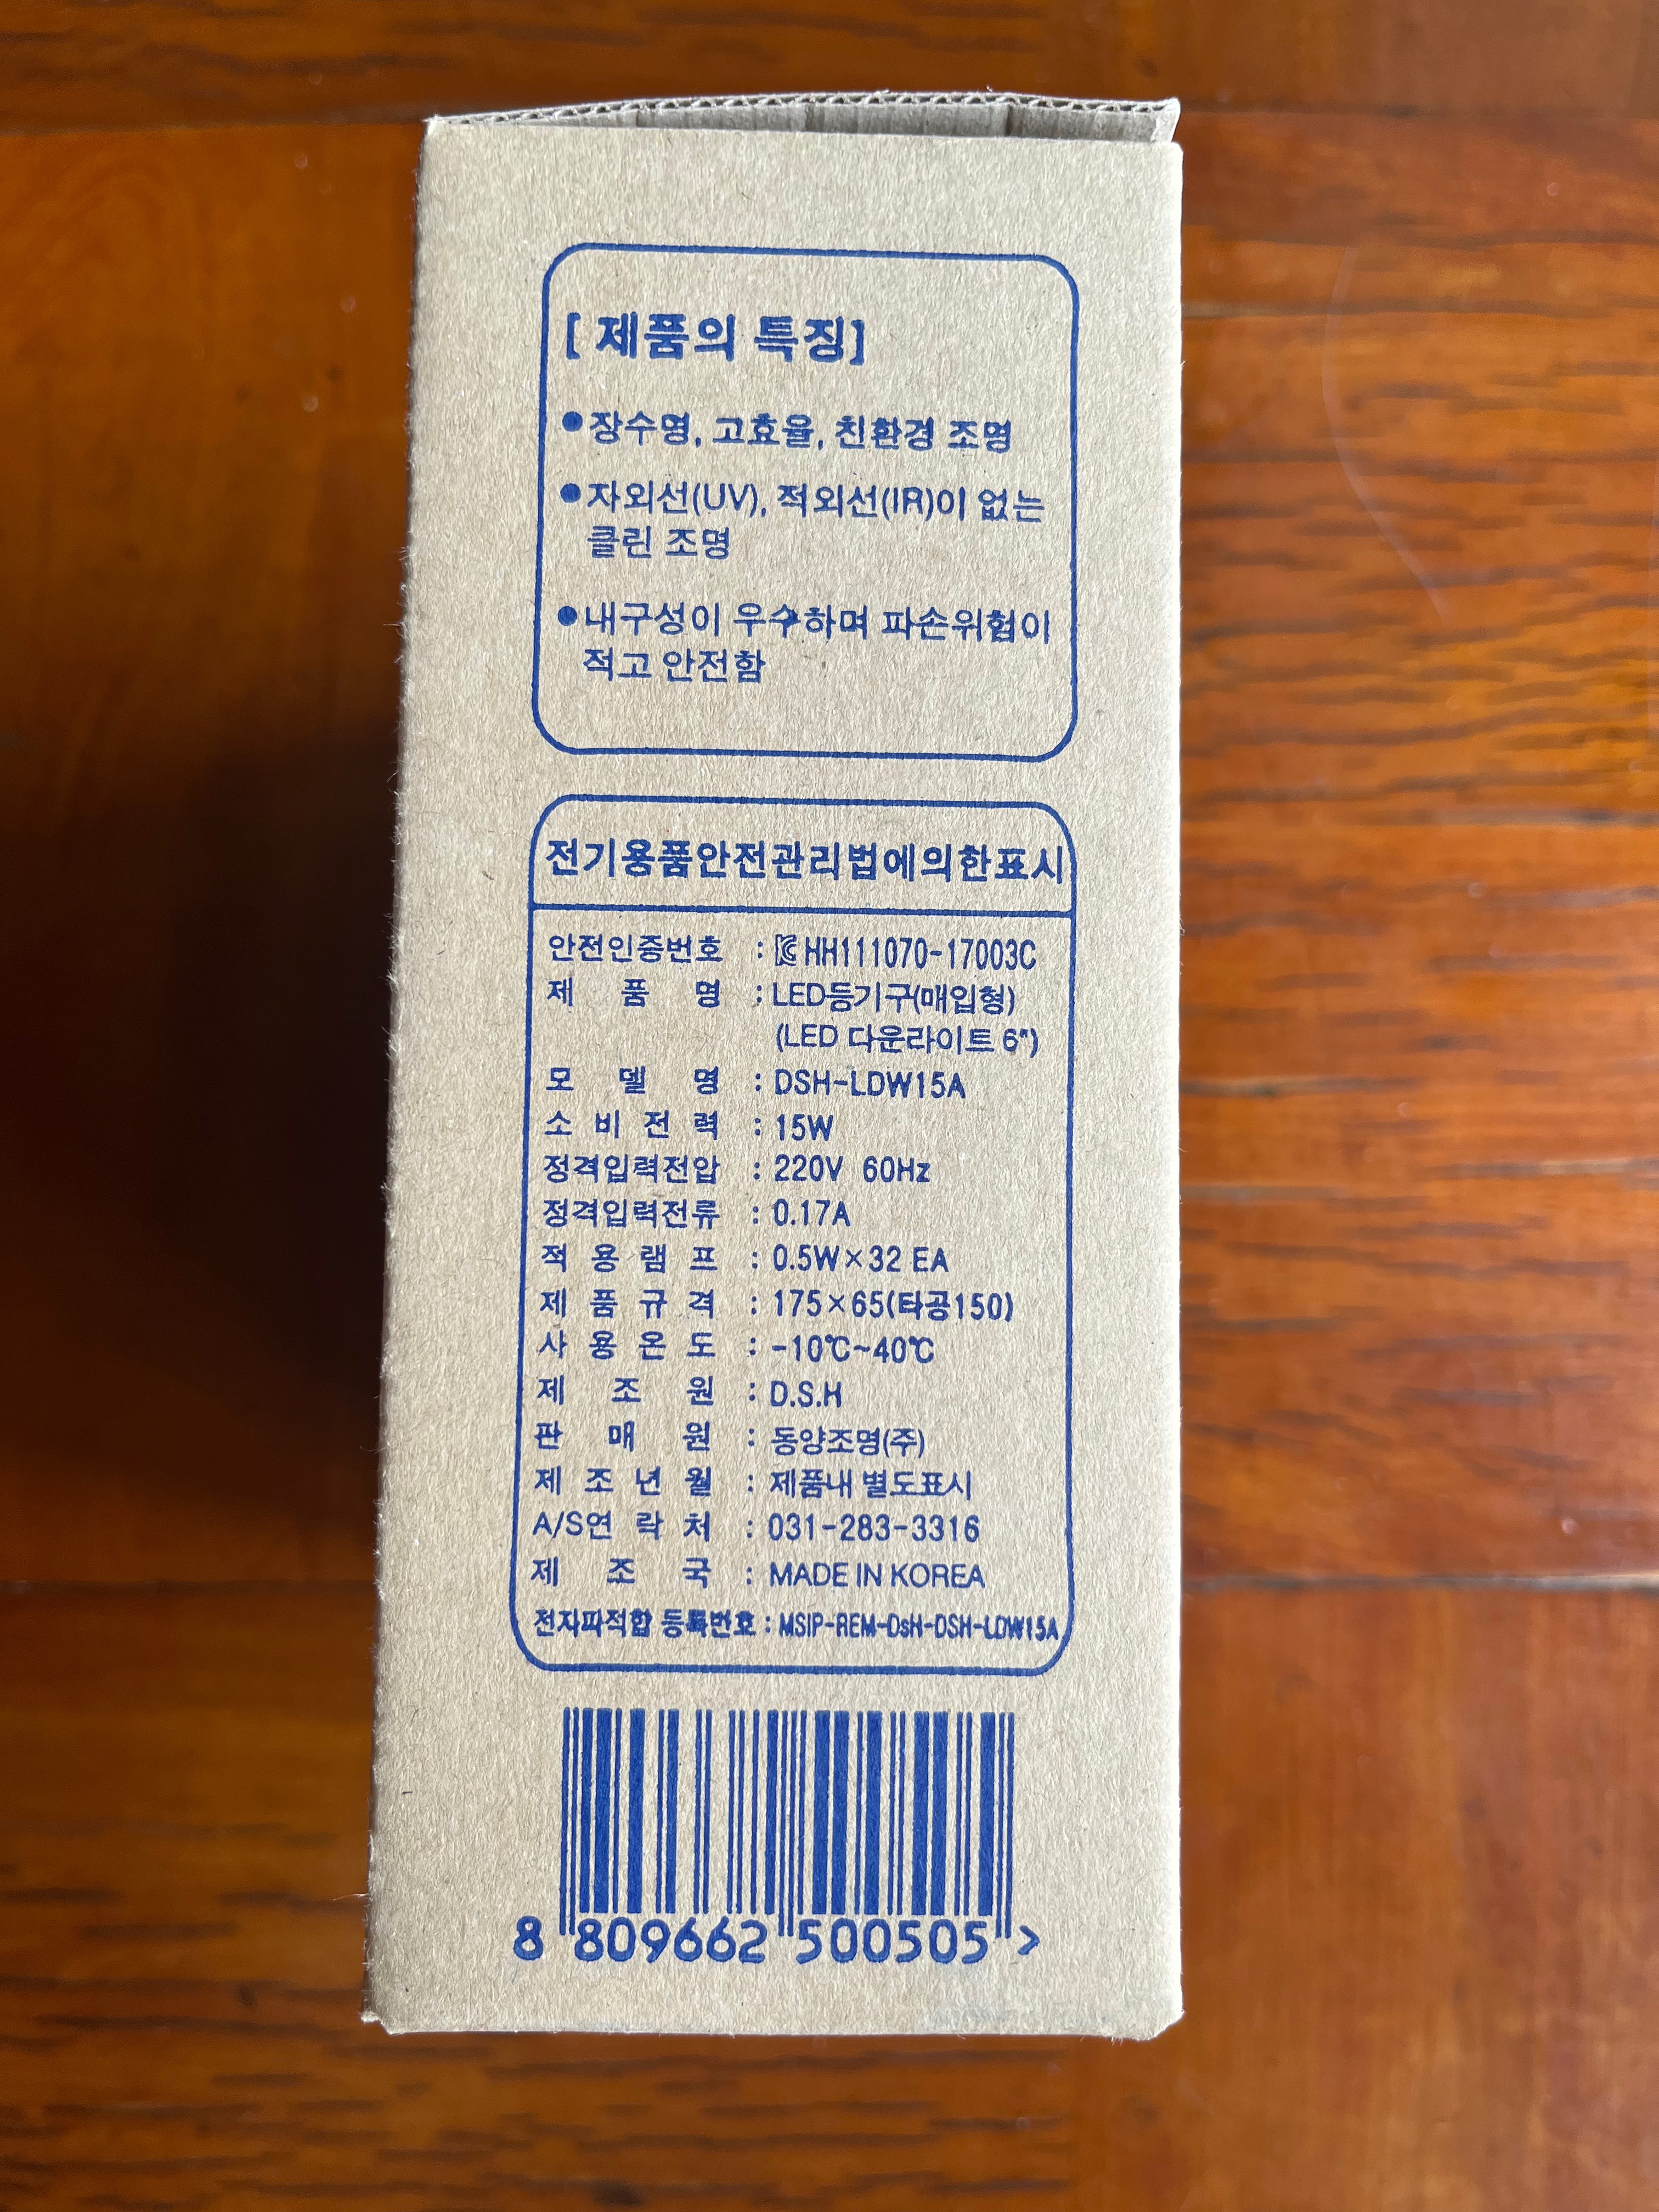 [ 제품의 특징]
●장수명, 고효율, 친환경 조명
●자외선(UV), 적외선(IR)이 없는
클린 조명
●내구성이 우수하며 파손위험이
적고 안전함
전기용품안전관리법에의한표시
안전인증번호 : HH111070-17003C
제 품 명 : LED등기구(매입형)
(LED 다운라이트 6")
모 델 명 : DSH-LDW15A
소 비 전 력 : 15W
정격입력전압 : 220V 60Hz
정격입력전류 : 0.17A
적 용 램 프 : 0.5W×32 EA
제 품 규 격 : 175×65(타공150)
사 용 온 도 : -10℃~40℃
제 조 원 : D.S.H
판 매 원 : 동양조명(주)
제 조 년 월 : 제품내 별도표시
A/S연 락 처 : 031-283-3316
제 조 국 : MADE IN KOREA
전자파적합 등록번호 : MSIP-REM-DsH-DSH-LDW15A
8 809662 500505 >